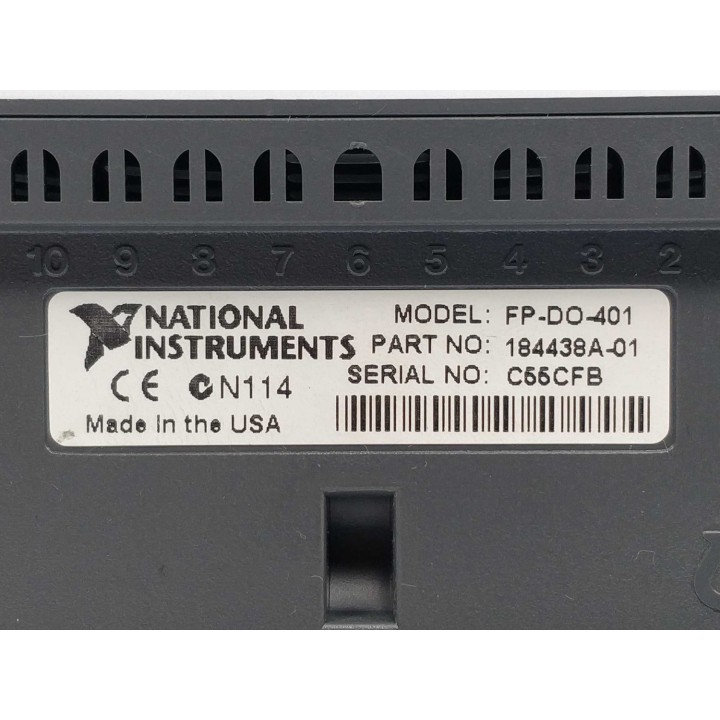 10 9 8 7 6 5 4 3 2
NATIONAL INSTRUMENTS
MODEL: FP-DO-401
PART NO: 184438A-01
SERIAL NO: C55CFB
CE N114
Made in the USA